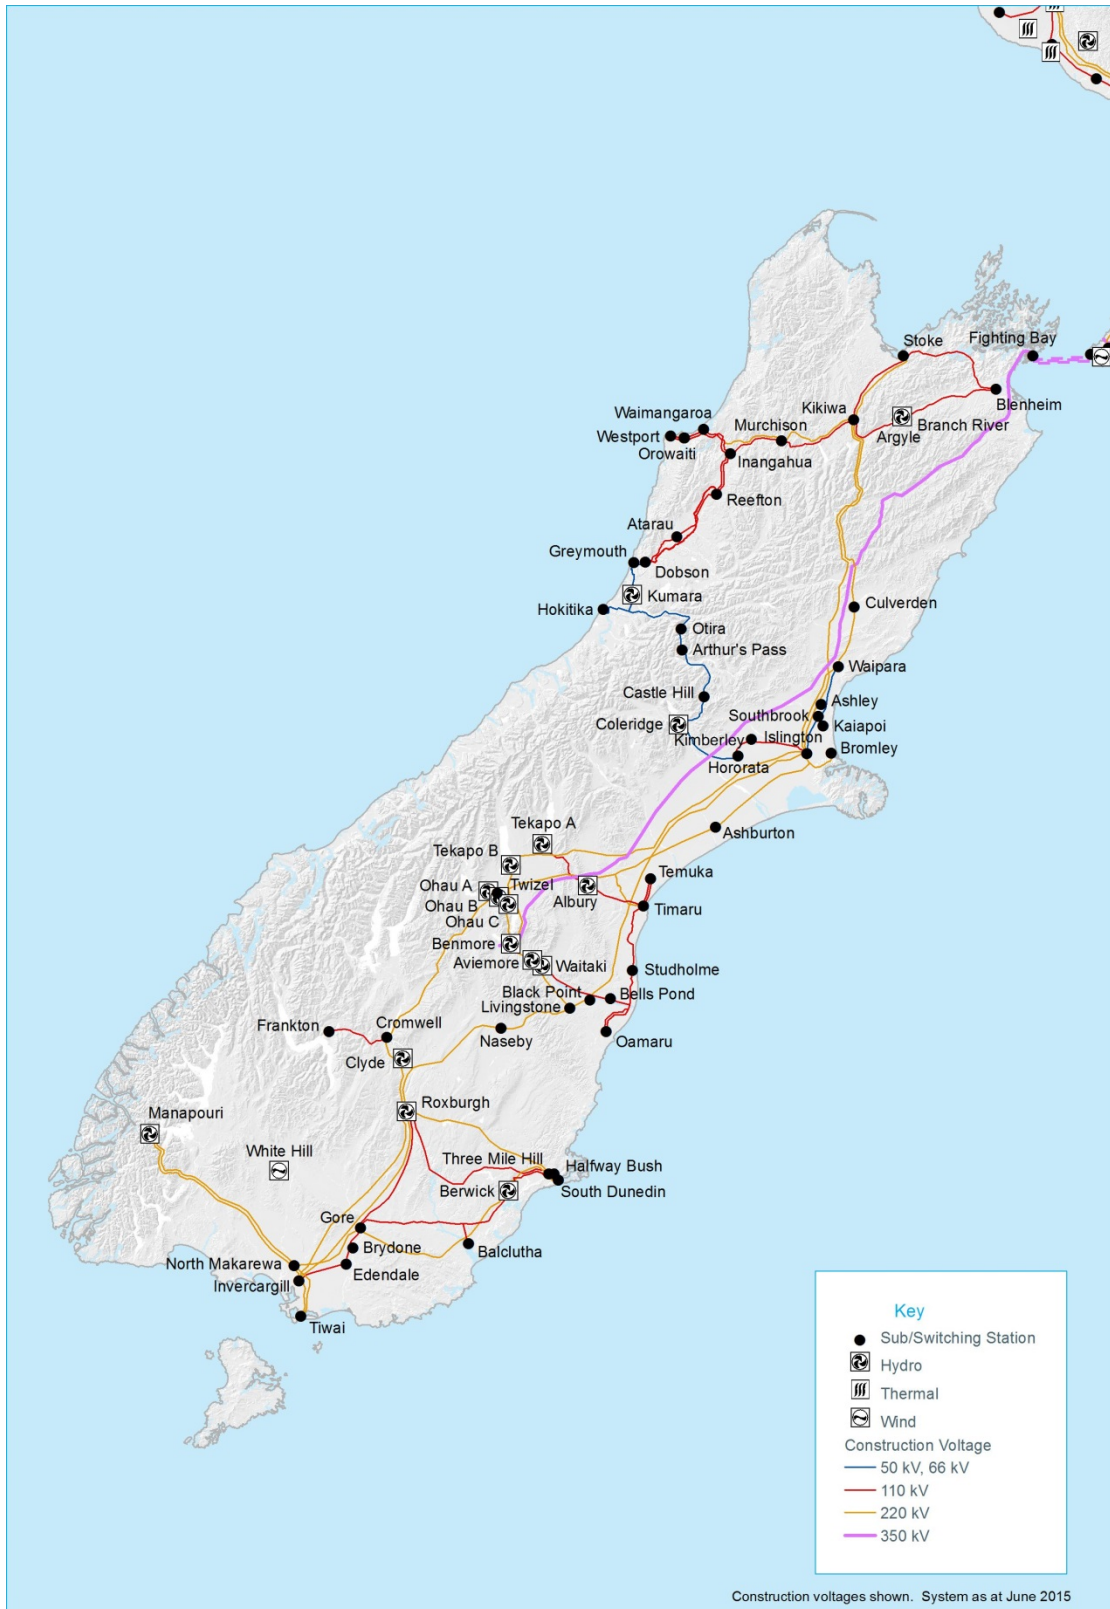 Stoke
Fighting Bay
Blenheim
Kikiwa
Waimangaroa
Murchison
Westport
Orowaiti
Argyle
Branch River
Inangahua
Reefton
Atarau
Greymouth
Dobson
Kumara
Hokitika
Culverden
Otira
Arthur's Pass
Waipara
Castle Hill
Ashley
Southbrook
Coleridge
Kaiapoi
Kimberley
Islington
Bromley
Hororata
Tekapo A
Ashburton
Tekapo B
Temuka
Ohau A
Twizel
Albury
Ohau B
Timaru
Ohau C
Benmore
Aviemore
Waitaki
Studholme
Black Point
Bells Pond
Livingstone
Frankton
Cromwell
Naseby
Oamaru
Clyde
Roxburgh
Manapouri
White Hill
Three Mile Hill
Halfway Bush
Berwick
South Dunedin
Gore
Brydone
Balclutha
North Makarewa
Edendale
Invercargill
Tiwai
Key
Sub/Switching Station
Hydro
Thermal
Wind
Construction Voltage
50 kV, 66 kV
110 kV
220 kV
350 kV
Construction voltages shown. System as at June 2015